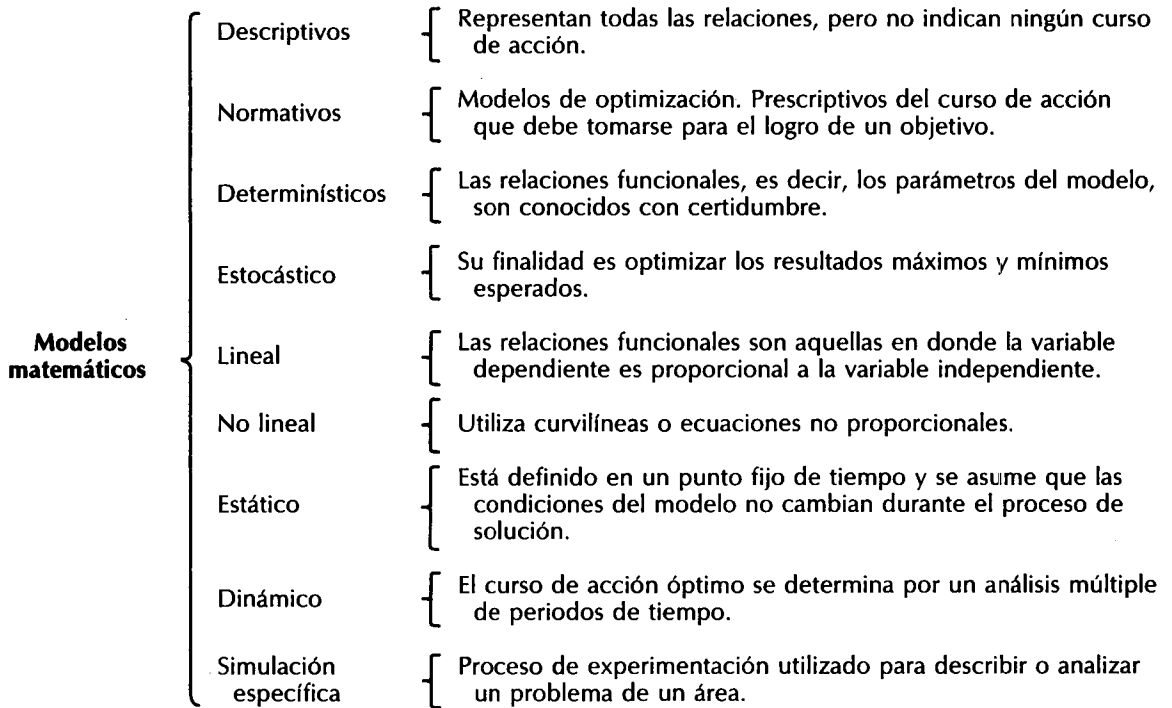 Descriptivos
Representan todas las relaciones, pero no indican ningún curso
de acción.
Normativos
Modelos de optimización. Prescriptivos del curso de acción
que debe tomarse para el logro de un objetivo.
Determinísticos
Las relaciones funcionales, es decir, los parámetros del modelo,
son conocidos con certidumbre.
Estocástico
Su finalidad es optimizar los resultados máximos y mínimos
esperados.
Modelos
matemáticos
Lineal
Las relaciones funcionales son aquellas en donde la variable
dependiente es proporcional a la variable independiente.
No lineal
Utiliza curvilíneas o ecuaciones no proporcionales.
Estático
Está definido en un punto fijo de tiempo y se asume que las
condiciones del modelo no cambian durante el proceso de
solución.
Dinámico
El curso de acción óptimo se determina por un análisis múltiple
de periodos de tiempo.
Simulación
específica
Proceso de experimentación utilizado para describir o analizar
un problema de un área.